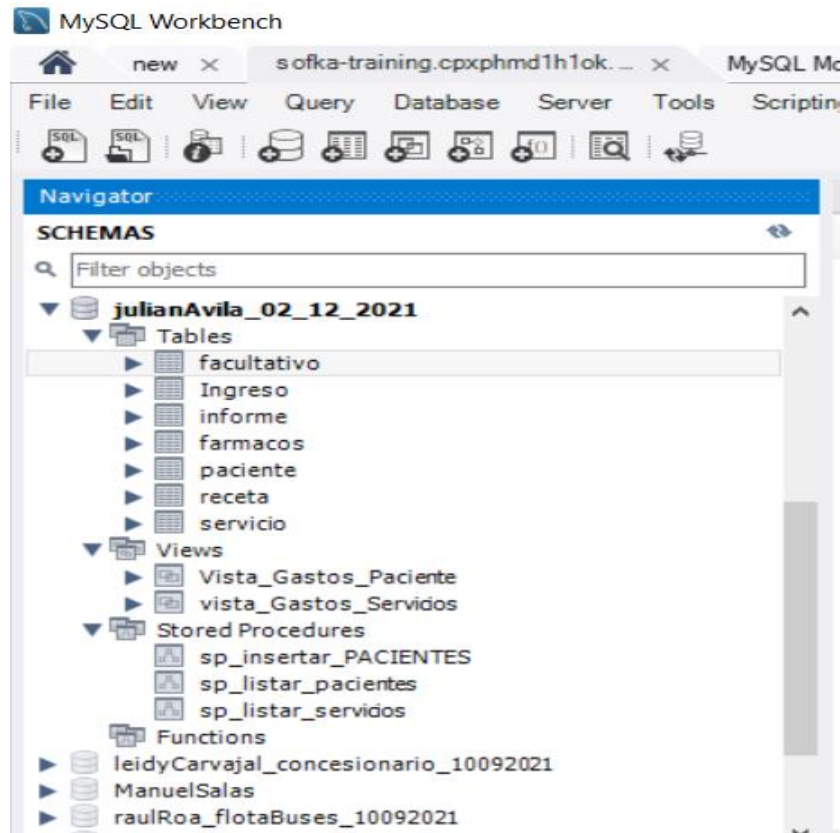 MySQL Workbench
new × sofka-training.cpxphmd1h1ok.... × MySQL Mo
File Edit View Query Database Server Tools Scripting
SQL SQL
Navigator
SCHEMAS
Filter objects
julianAvila_02_12_2021
Tables
facultativo
Ingreso
informe
farmacos
paciente
receta
servicio
Views
Vista_Gastos_Paciente
vista_Gastos_Servicios
Stored Procedures
sp_insertar_PACIENTES
sp_listar_pacientes
sp_listar_servicios
Functions
leidyCarvajal_concesionario_10092021
ManuelSalas
raulRoa_flotaBuses_10092021